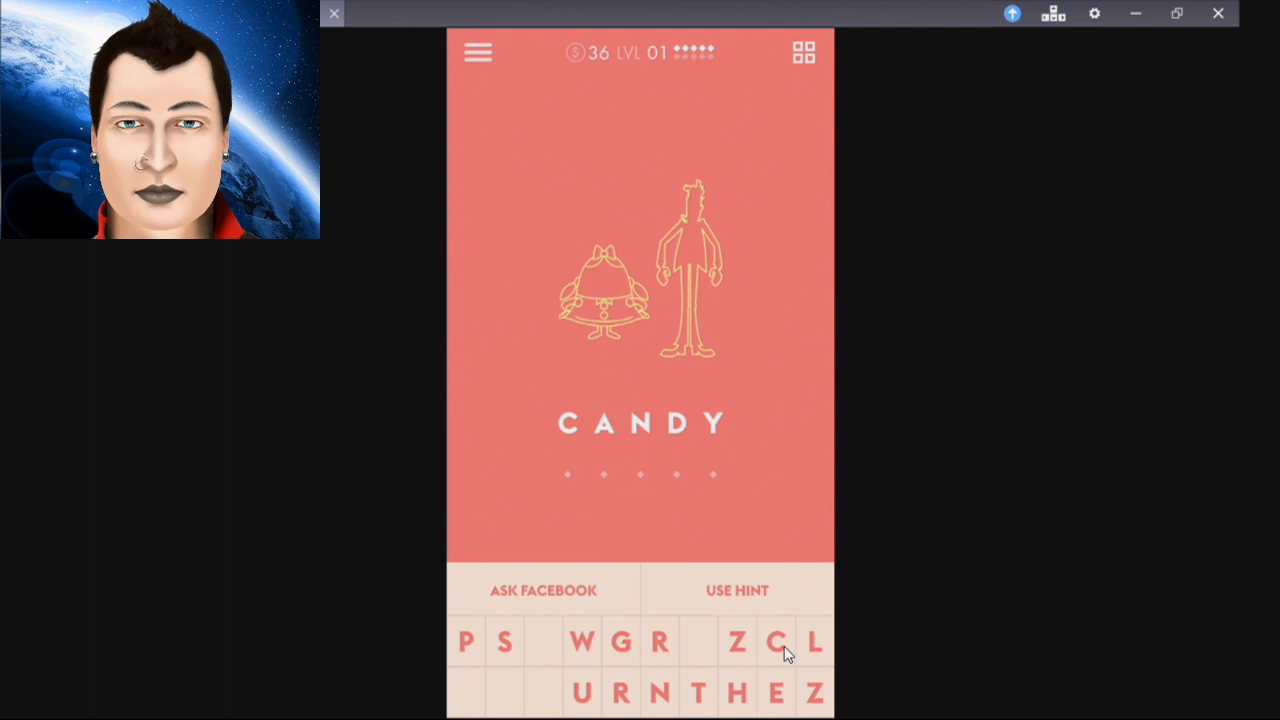 36 LVL 01
CANDY
ASK FACEBOOK USE HINT
P S W G R Z C L
U R N T H E Z